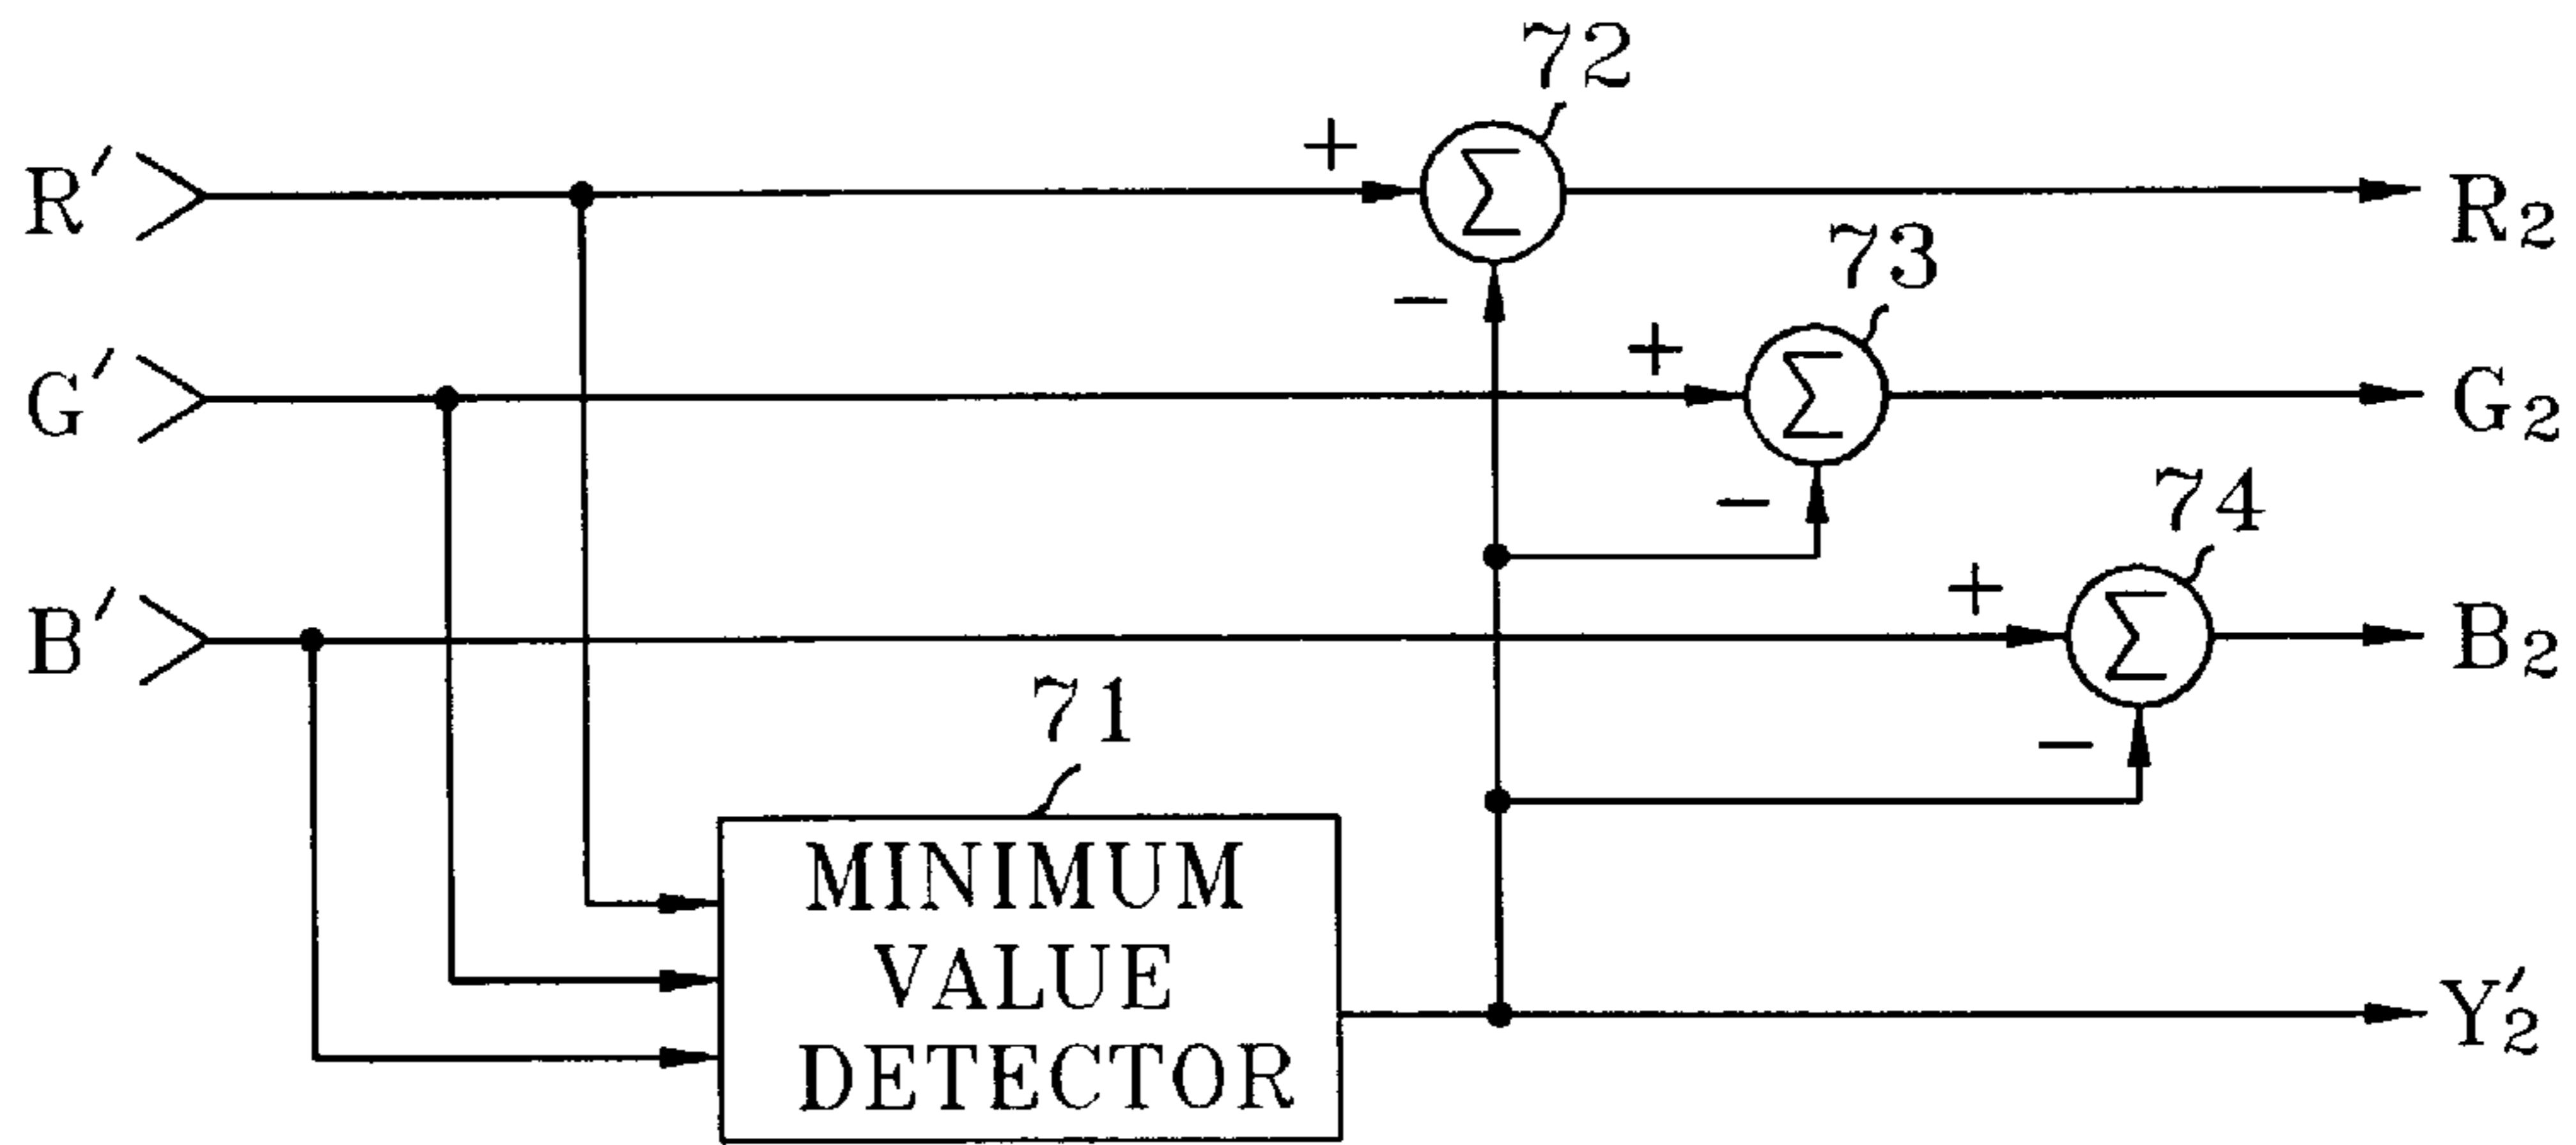 72
R′ + Σ R₂
−
73
G′ + Σ G₂
−
74
B′ + Σ B₂
−
71
MINIMUM
VALUE
DETECTOR
Y′₂